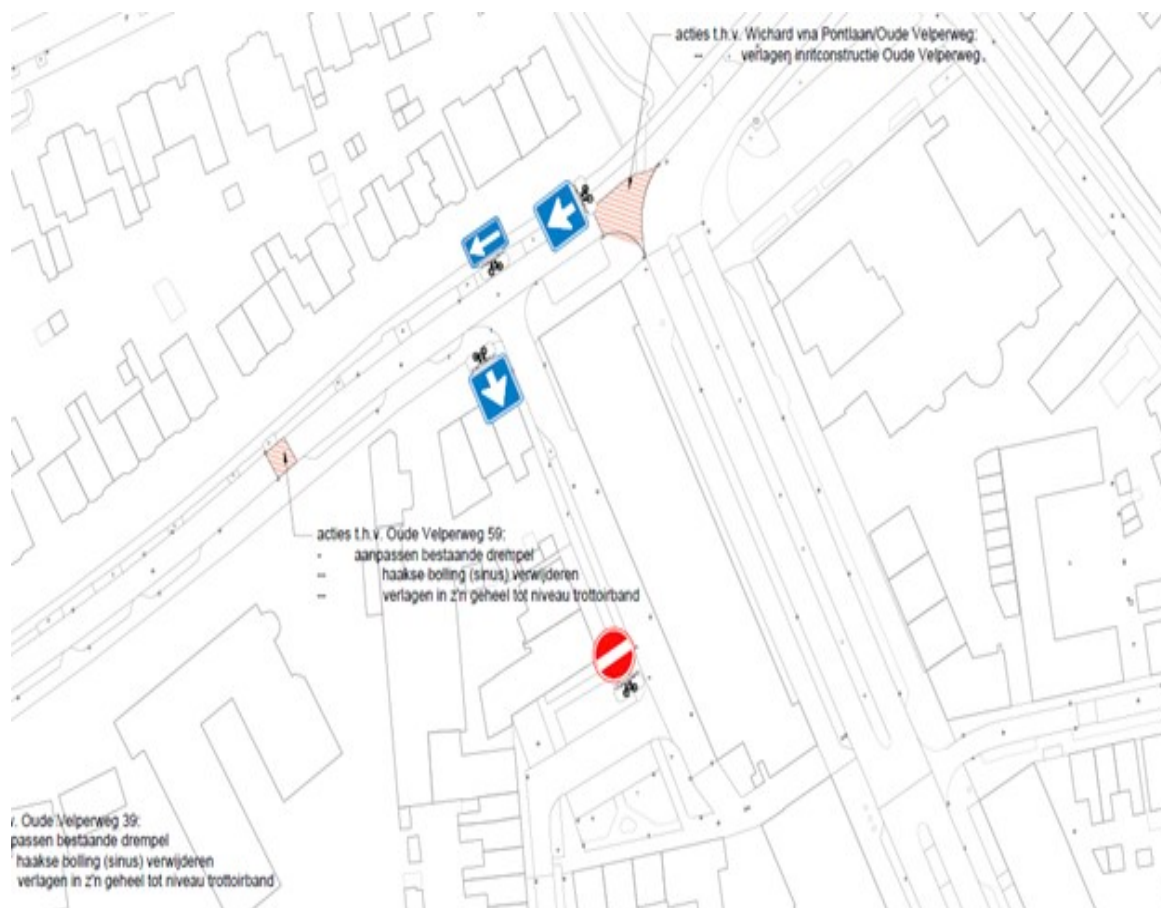 acties t.h.v. Wichard vna Pontlaan/Oude Velperweg:
-- - verlagen inritconstructie Oude Velperweg.
acties t.h.v. Oude Velperweg 59:
- aanpassen bestaande drempel
-- haakse bolling (sinus) verwijderen
-- verlagen in z'n geheel tot niveau trottoirband
v. Oude Velperweg 39:
passen bestaande drempel
haakse bolling (sinus) verwijderen
verlagen in z'n geheel tot niveau trottoirband